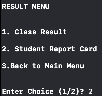 RESULT MENU
1. Class Result
2. Student Report Card
3.Back to Main Menu
Enter Choice (1/2)? 2